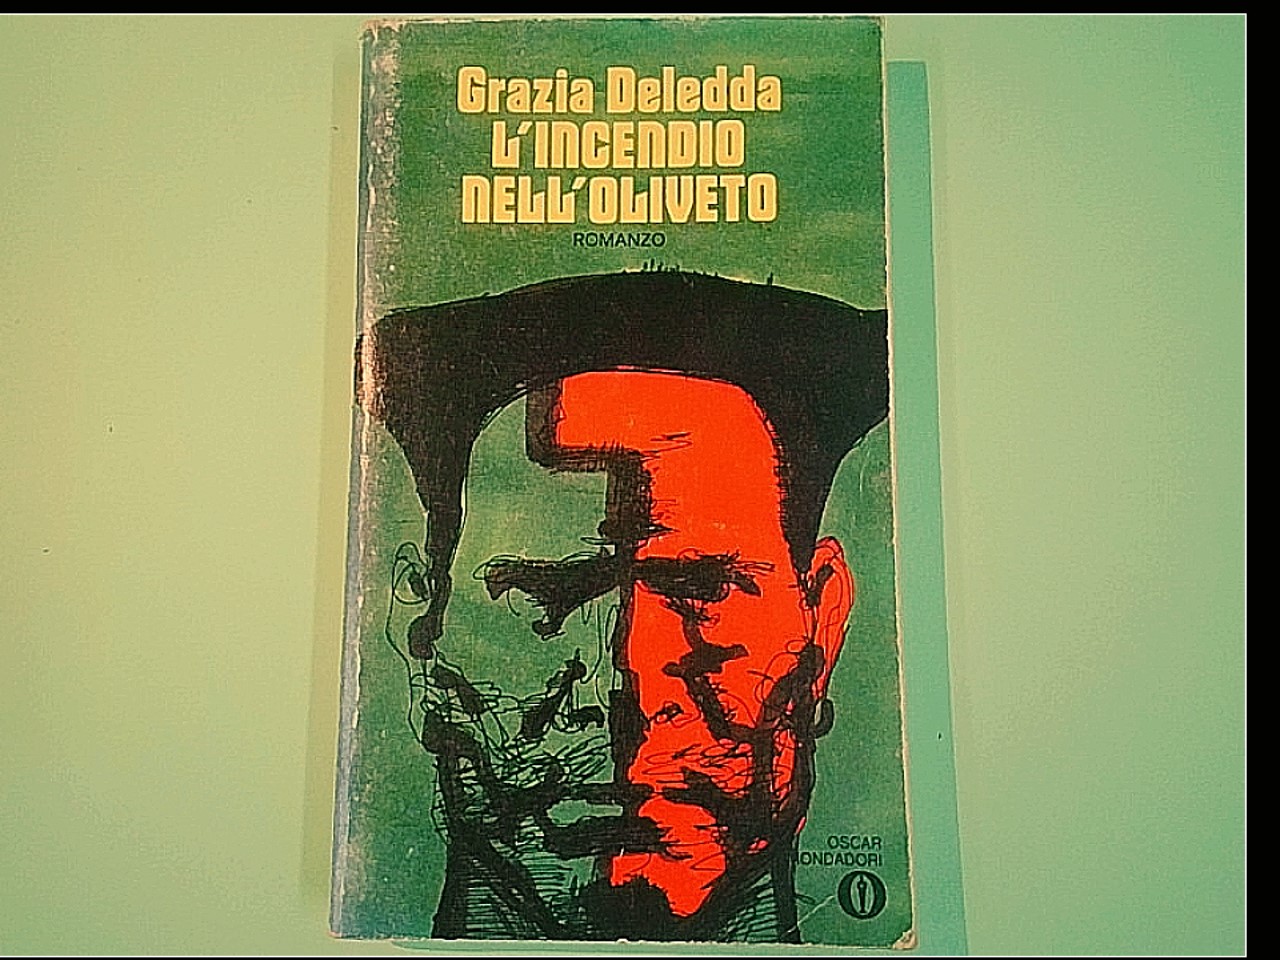 Grazia Deledda
L'INCENDIO
NELL'OLIVETO
ROMANZO
OSCAR
MONDADORI